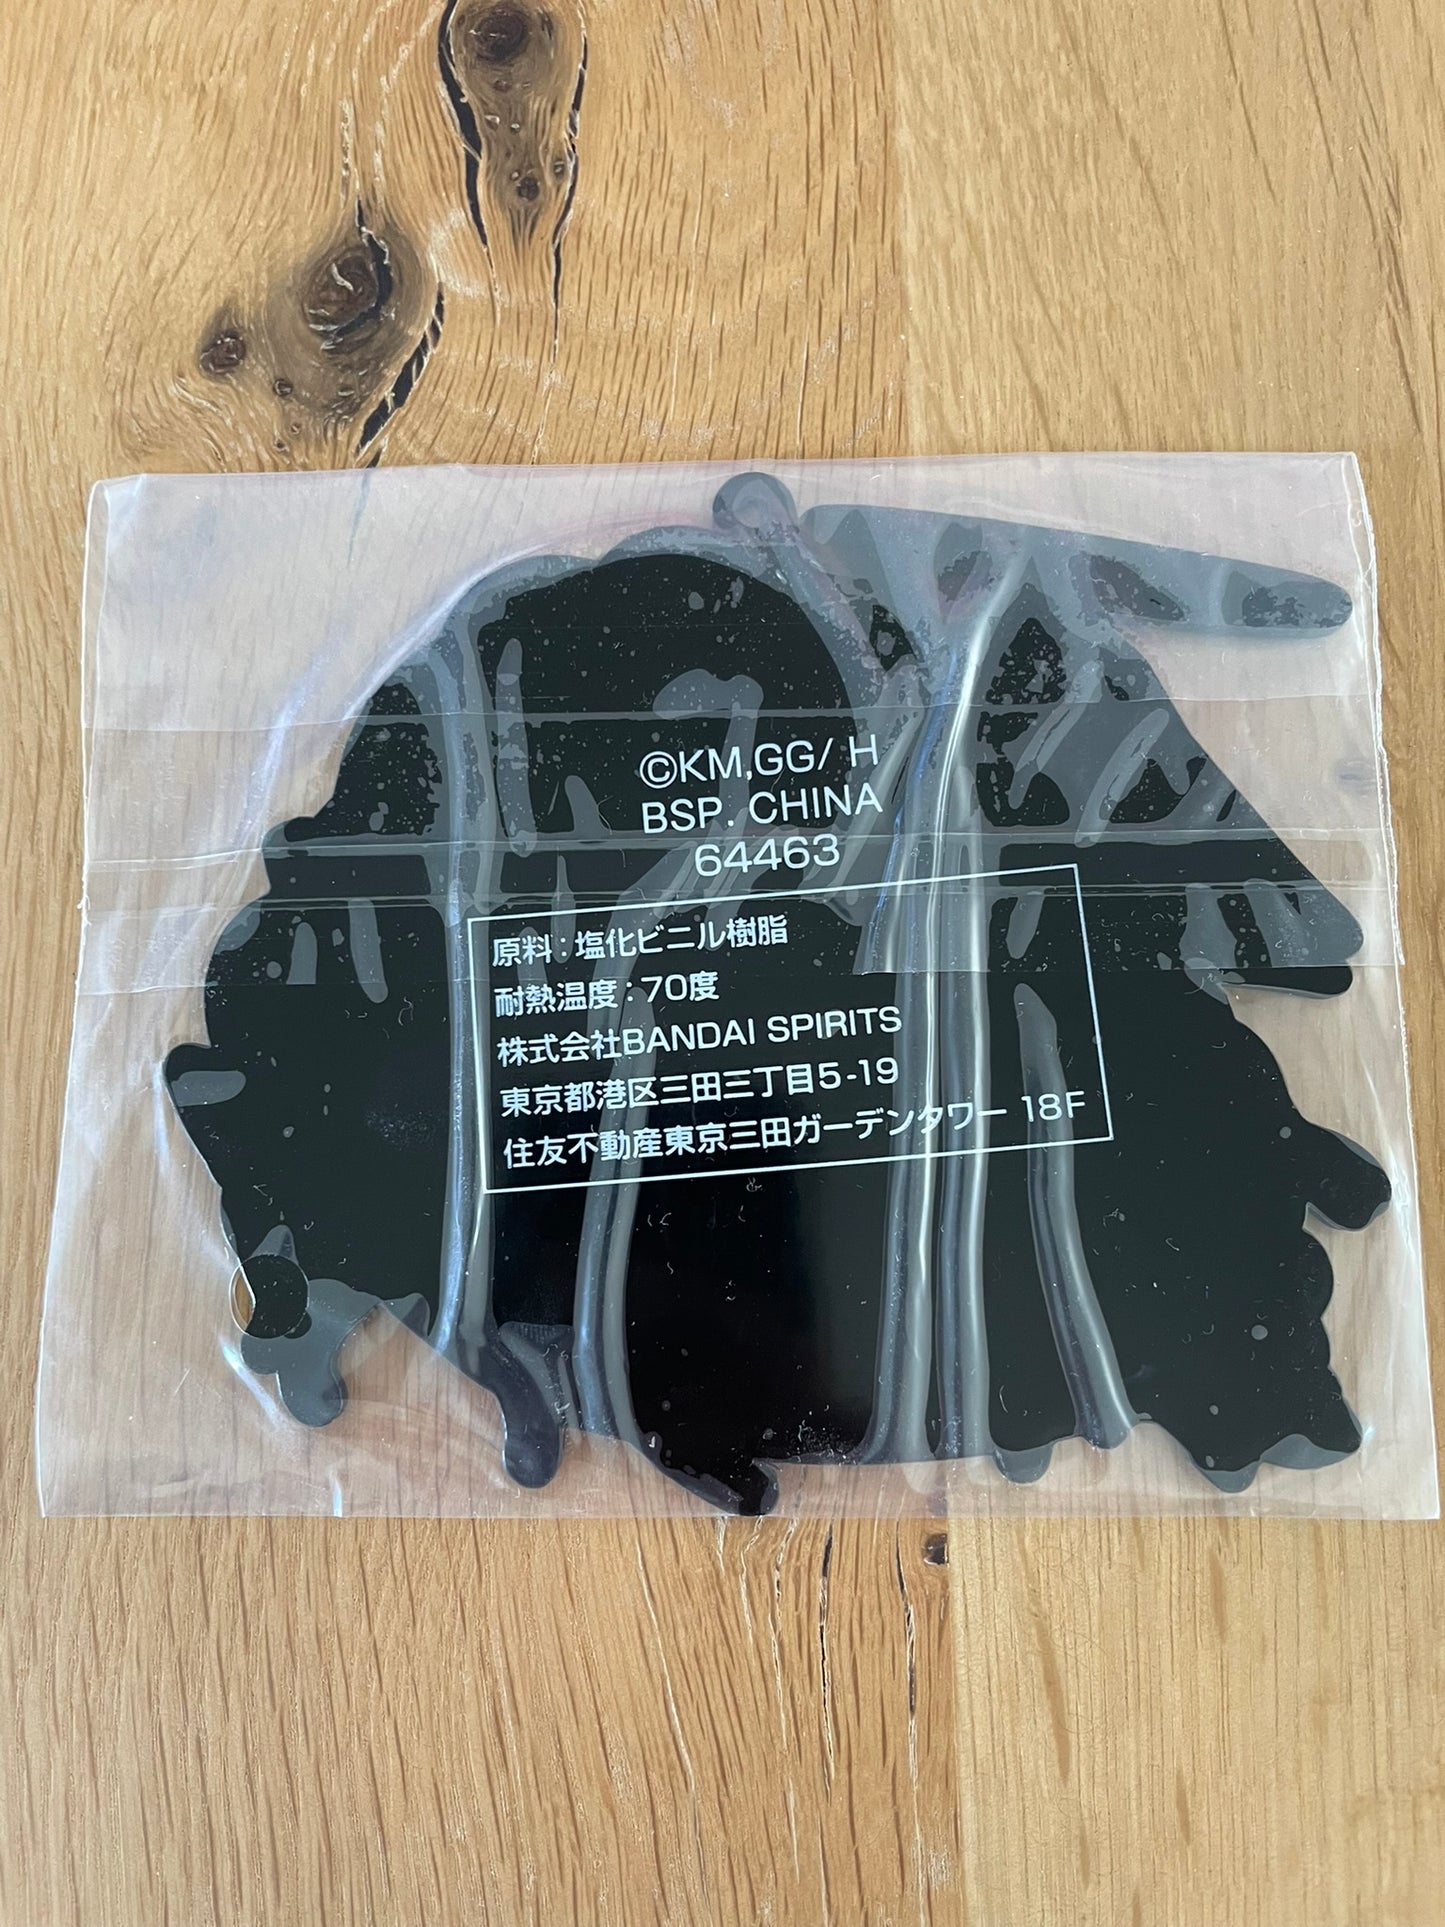 ©KM,GG/ H
BSP. CHINA
64463
原料：塩化ビニル樹脂
耐熱温度：70度
株式会社BANDAI SPIRITS
東京都港区三田三丁目5-19
住友不動産東京三田ガーデンタワー 18F